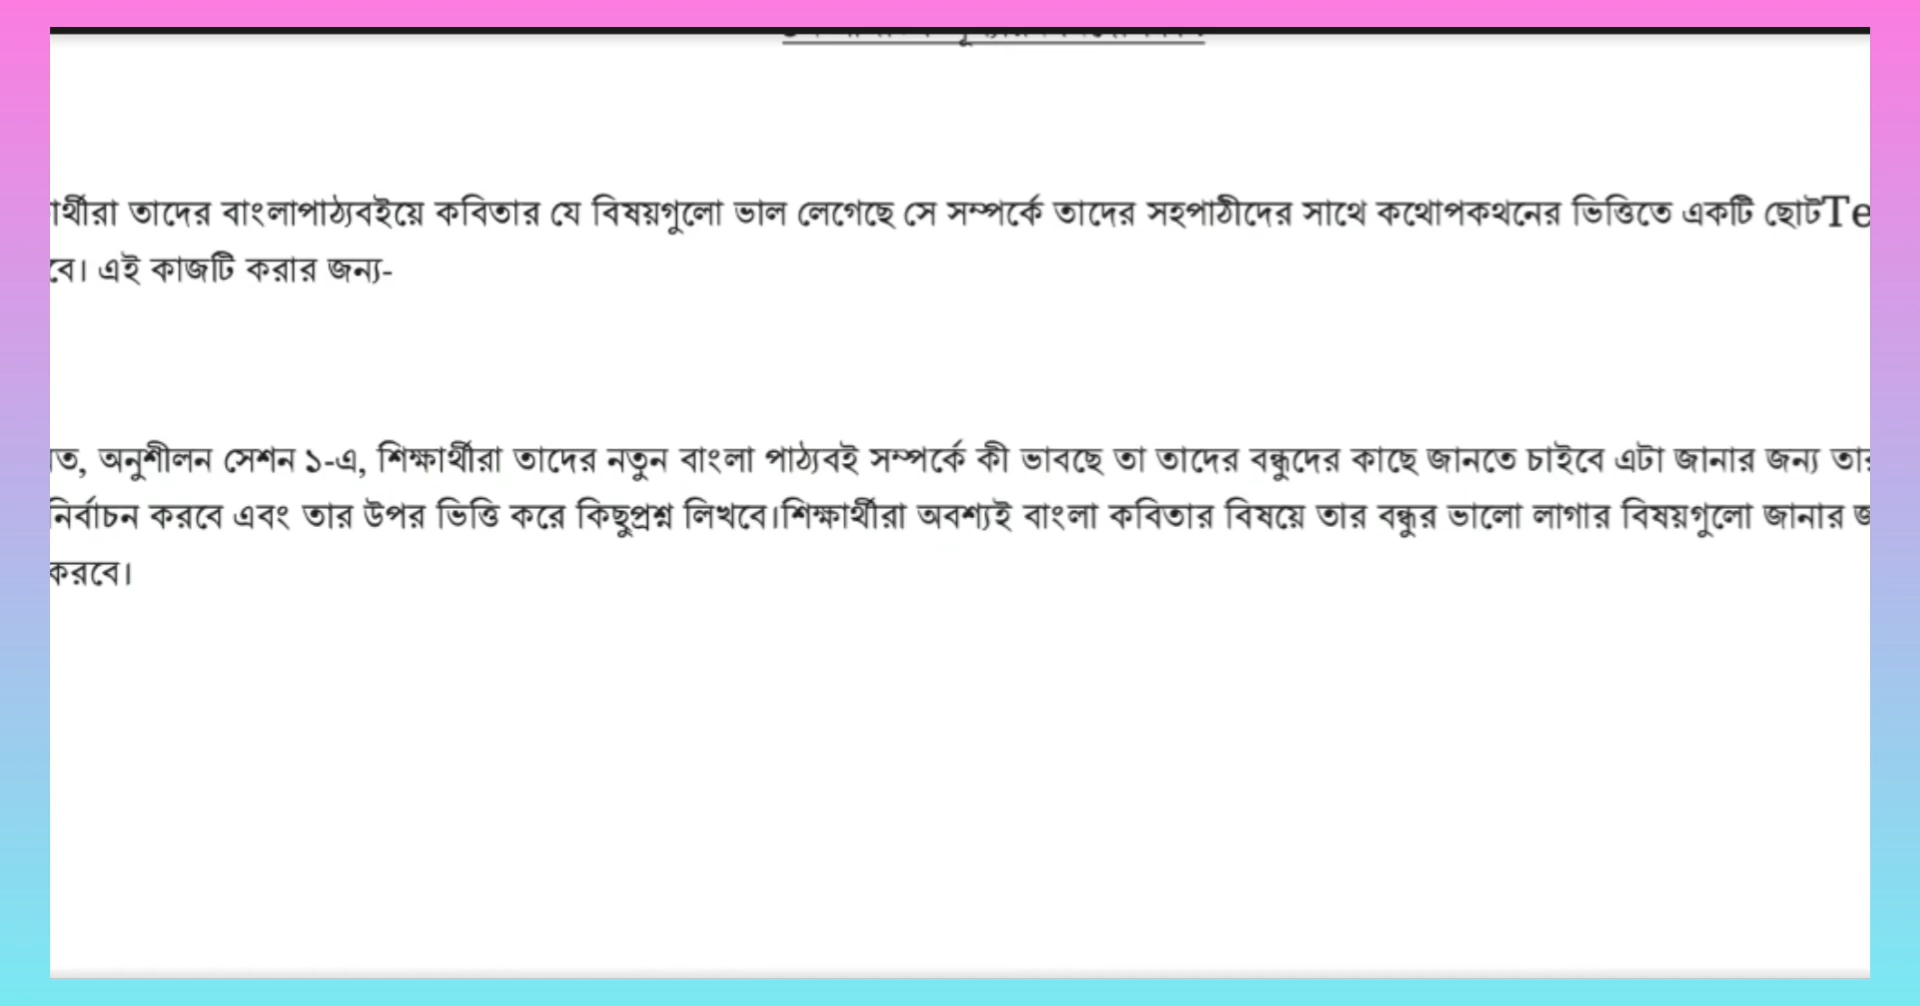 তাদের বাংলাপাঠ্যবইয়ে কবিতার যে বিষয়গুলো ভাল লেগেছে সে সম্পর্কে তাদের সহপাঠীদের সাথে কথোপকথনের ভিত্তিতে একটি ছোট
এই কাজটি করার জন্য-
অনুশীলন সেশন ১-এ, শিক্ষার্থীরা তাদের নতুন বাংলা পাঠ্যবই সম্পর্কে কী ভাবছে তা তাদের বন্ধুদের কাছে জানতে চাইবে এটা জানার জন্য
নির্বাচন করবে এবং তার উপর ভিত্তি করে কিছুপ্রশ্ন লিখবে।শিক্ষার্থীরা অবশ্যই বাংলা কবিতার বিষয়ে তার বন্ধুর ভালো লাগার বিষয়গুলো জানার
করবে।